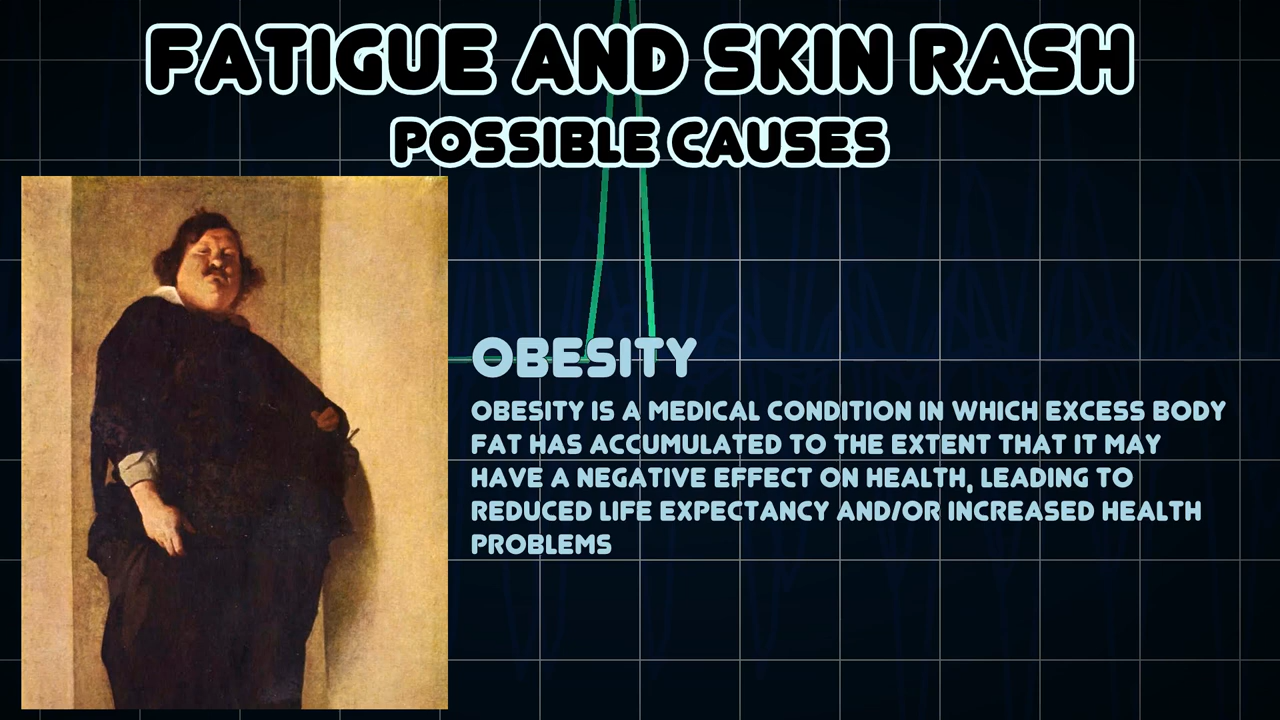 FATIGUE AND SKIN RASH
POSSIBLE CAUSES
OBESITY
OBESITY IS A MEDICAL CONDITION IN WHICH EXCESS BODY
FAT HAS ACCUMULATED TO THE EXTENT THAT IT MAY
HAVE A NEGATIVE EFFECT ON HEALTH, LEADING TO
REDUCED LIFE EXPECTANCY AND/OR INCREASED HEALTH
PROBLEMS